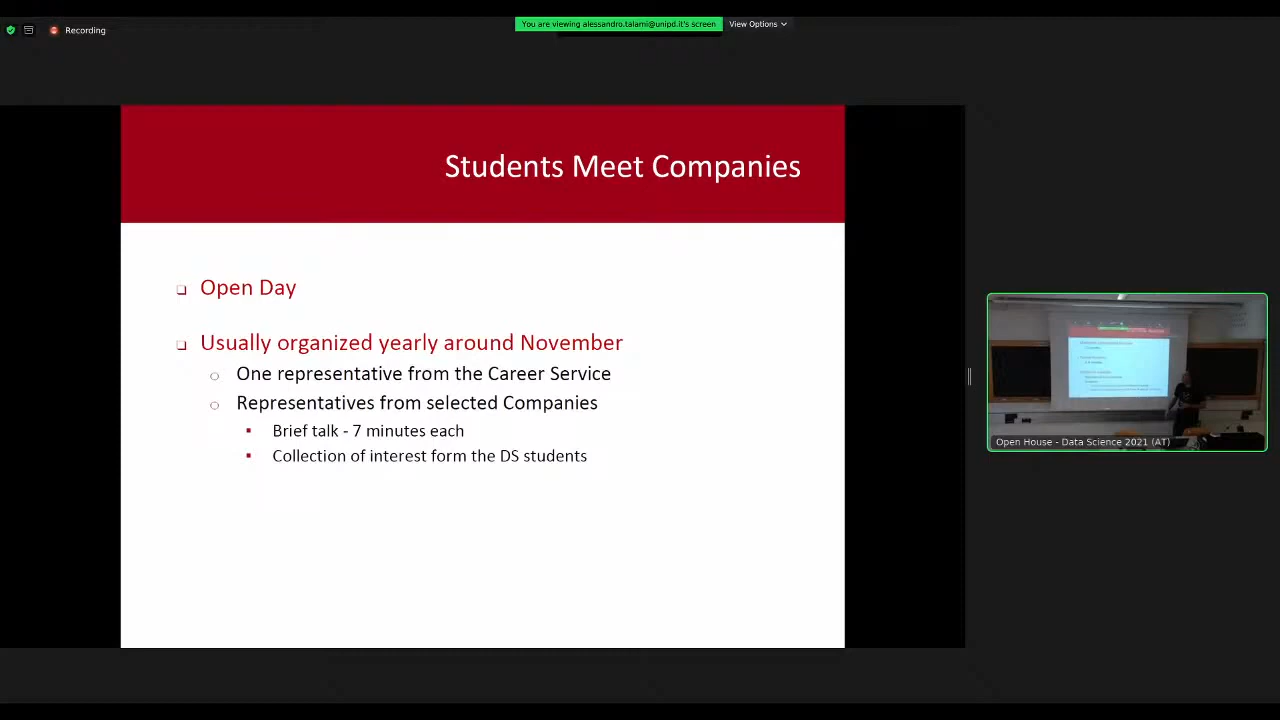 You are viewing alessandro.talami@unipd.it's screen
View Options
Recording
Students Meet Companies
Open Day
Usually organized yearly around November
One representative from the Career Service
Representatives from selected Companies
Brief talk - 7 minutes each
Collection of interest form the DS students
Open House - Data Science 2021 (AT)